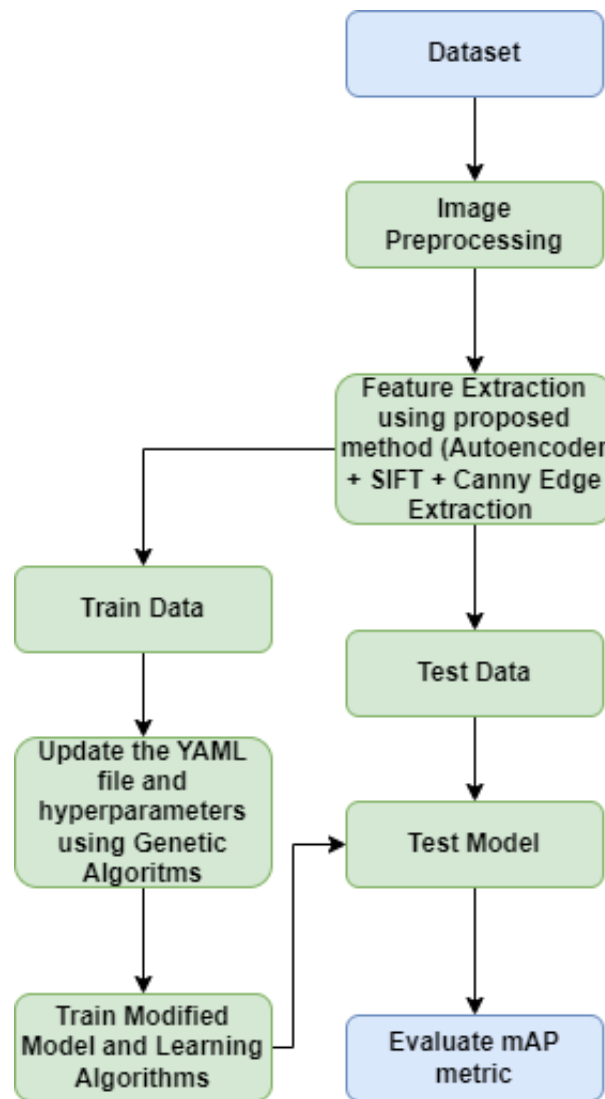 Dataset
Image
Preprocessing
Feature Extraction
using proposed
method (Autoencoder
+ SIFT + Canny Edge
Extraction
Train Data
Test Data
Update the YAML
file and
hyperparameters
using Genetic
Algoritms
Test Model
Train Modified
Model and Learning
Algorithms
Evaluate mAP
metric